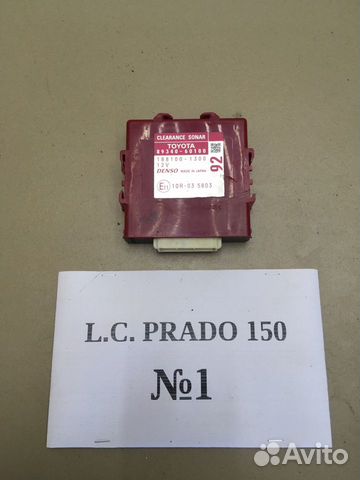 CLEARANCE SONAR
TOYOTA
89340-60100
188100-1300
12V
DENSO MADE IN JAPAN
92
E 10R-03 5803
L.C. PRADO 150
№1
Avito